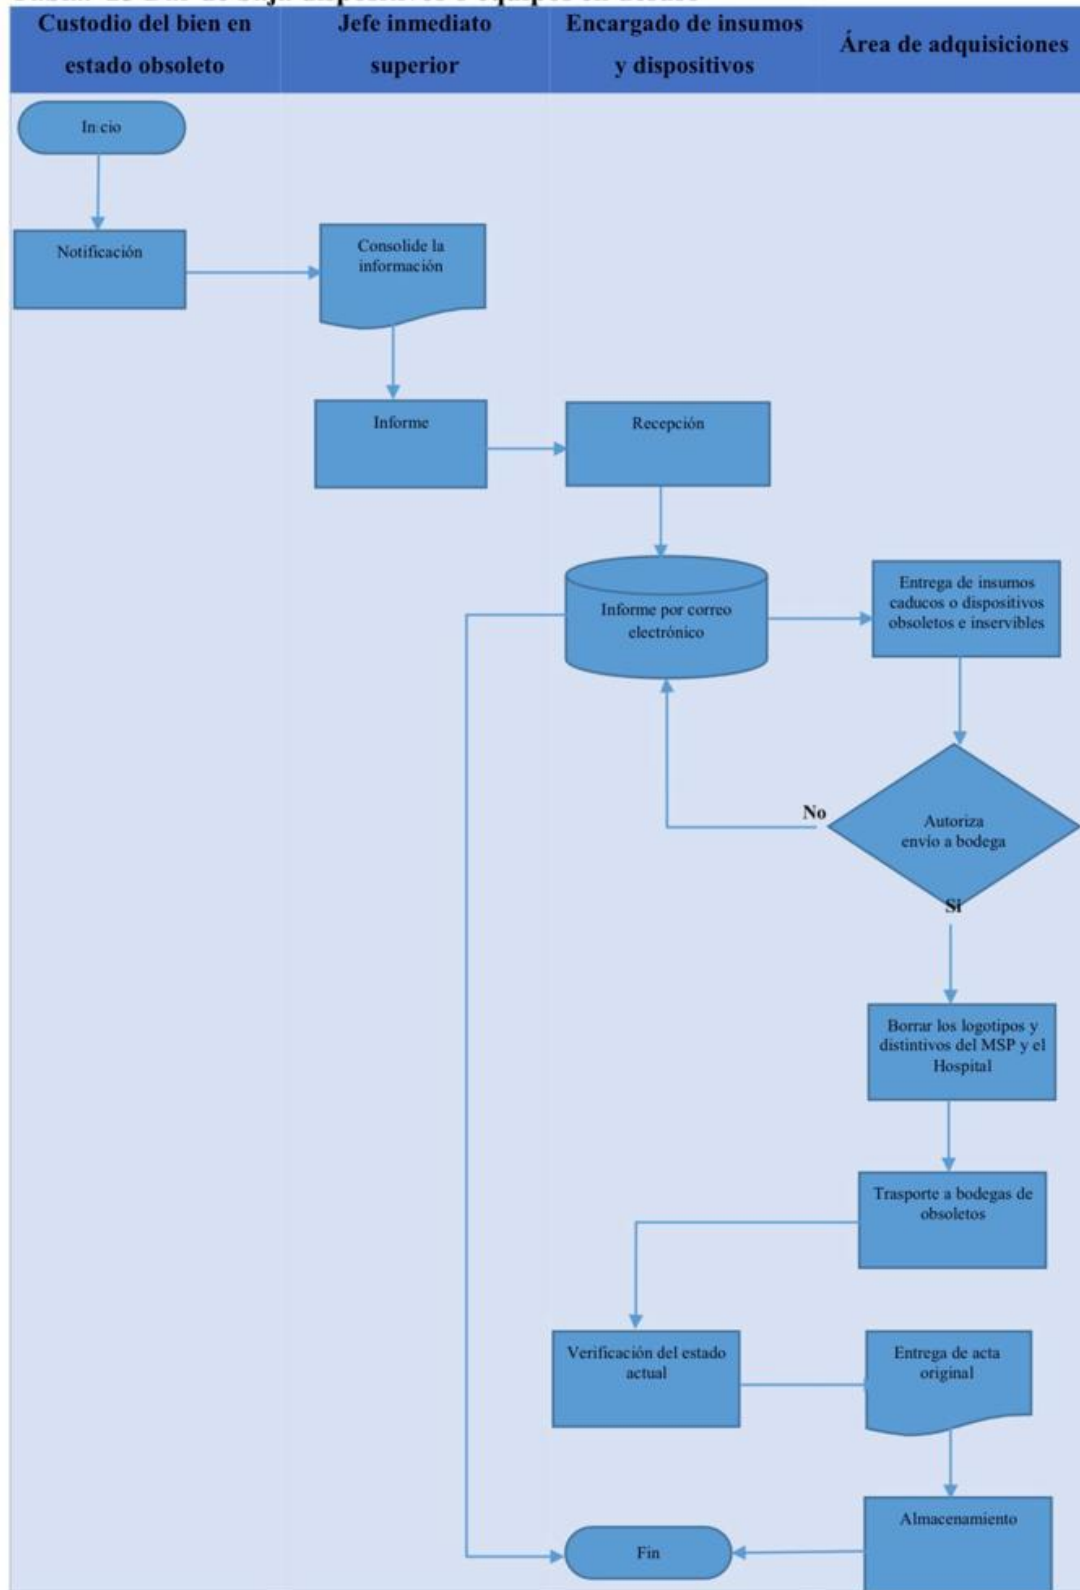 Custodio del bien en
estado obsoleto
Jefe inmediato
superior
Encargado de insumos
y dispositivos
Área de adquisiciones
Inicio
Notificación
Consolide la
información
Informe
Recepción
Informe por correo
electrónico
Entrega de insumos
caducos o dispositivos
obsoletos e inservibles
No
Autoriza
envío a bodega
Si
Borrar los logotipos y
distintivos del MSP y el
Hospital
Trasporte a bodegas de
obsoletos
Verificación del estado
actual
Entrega de acta
original
Almacenamiento
Fin